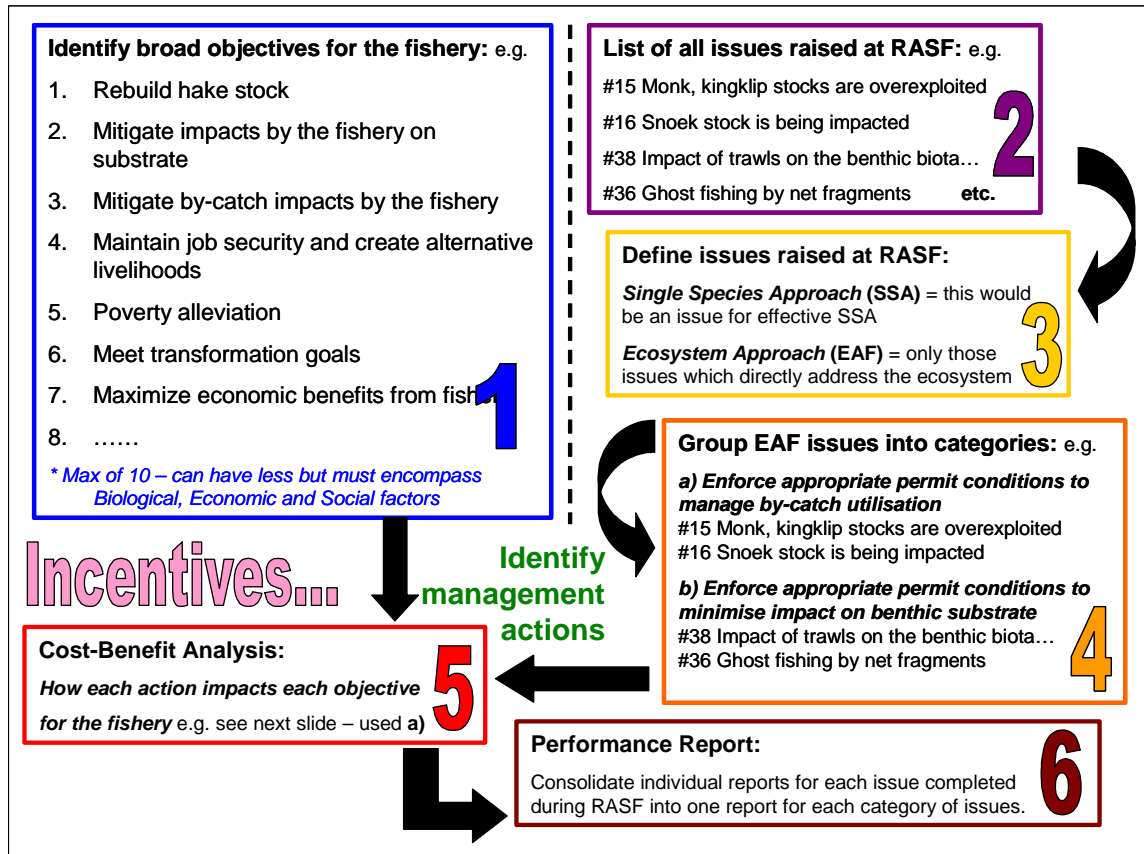 Identify broad objectives for the fishery: e.g.
1. Rebuild hake stock
2. Mitigate impacts by the fishery on
substrate
3. Mitigate by-catch impacts by the fishery
4. Maintain job security and create alternative
livelihoods
5. Poverty alleviation
6. Meet transformation goals
7. Maximize economic benefits from
8. ……
* Max of 10 – can have less but must encompass
Biological, Economic and Social factors
1
List of all issues raised at RASF: e.g.
#15 Monk, kingklip stocks are overexploited
#16 Snoek stock is being impacted
#38 Impact of trawls on the benthic biota…
#36 Ghost fishing by net fragments etc.
2
Define issues raised at RASF:
Single Species Approach (SSA) = this would
be an issue for effective SSA
Ecosystem Approach (EAF) = only those
issues which directly address the ecosystem
3
Group EAF issues into categories: e.g.
a) Enforce appropriate permit conditions to
manage by-catch utilisation
#15 Monk, kingklip stocks are overexploited
#16 Snoek stock is being impacted
b) Enforce appropriate permit conditions to
minimise impact on benthic substrate
#38 Impact of trawls on the benthic biota…
#36 Ghost fishing by net fragments
4
Incentives...
Identify
management
actions
Cost-Benefit Analysis:
How each action impacts each objective
for the fishery e.g. see next slide – used a)
5
Performance Report:
Consolidate individual reports for each issue completed
during RASF into one report for each category of issues.
6